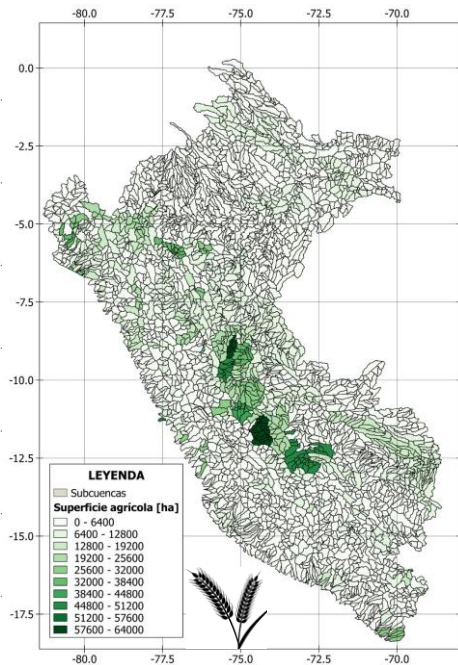 -80.0 -77.5 -75.0 -72.5 -70.0
0.0
-2.5
-5.0
-7.5
-10.0
-12.5
-15.0
-17.5
LEYENDA
Subcuencas
Superficie agrícola [ha]
0 - 6400
6400 - 12800
12800 - 19200
19200 - 25600
25600 - 32000
32000 - 38400
38400 - 44800
44800 - 51200
51200 - 57600
57600 - 64000
-80.0 -77.5 -75.0 -72.5 -70.0